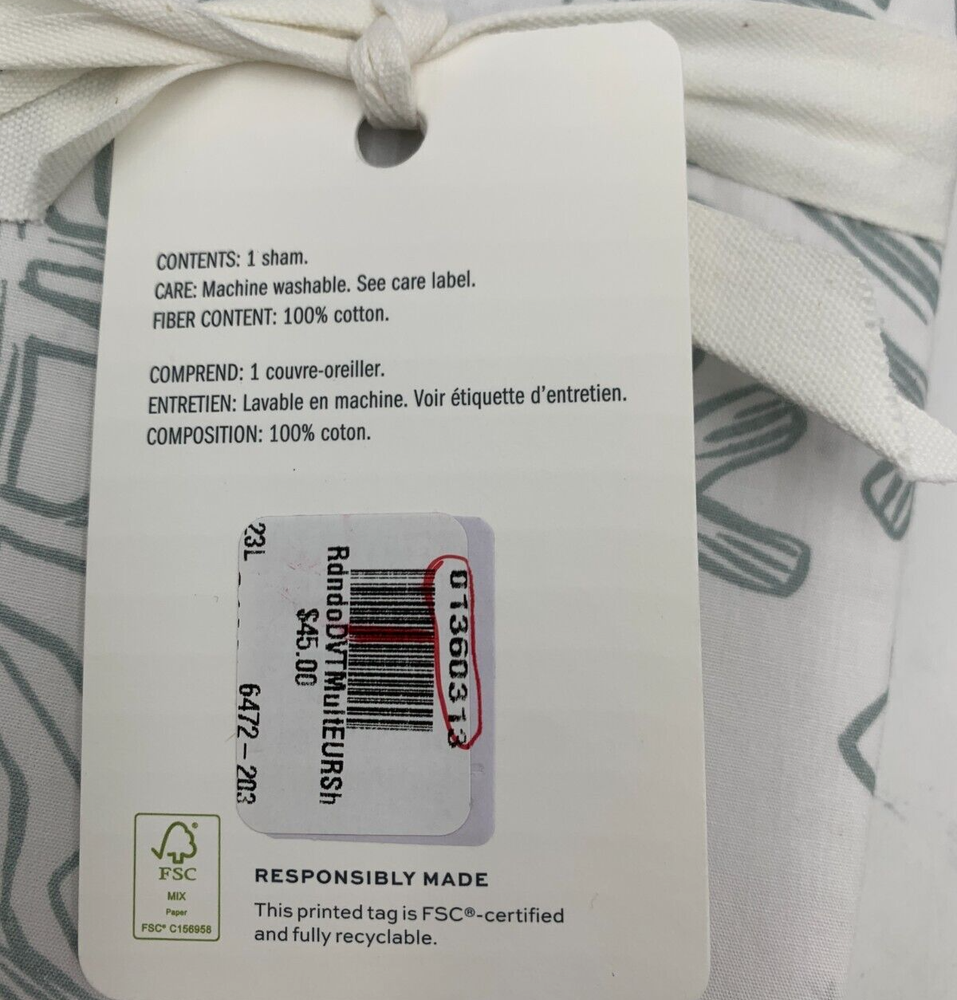 CONTENTS: 1 sham.
CARE: Machine washable. See care label.
FIBER CONTENT: 100% cotton.
COMPREND: 1 couvre-oreiller.
ENTRETIEN: Lavable en machine. Voir étiquette d'entretien.
COMPOSITION: 100% coton.
01360313
RdndoDVTMultEURSh
$45.00
23L
6472-203
FSC
MIX
Paper
FSC® C156958
RESPONSIBLY MADE
This printed tag is FSC®-certified
and fully recyclable.